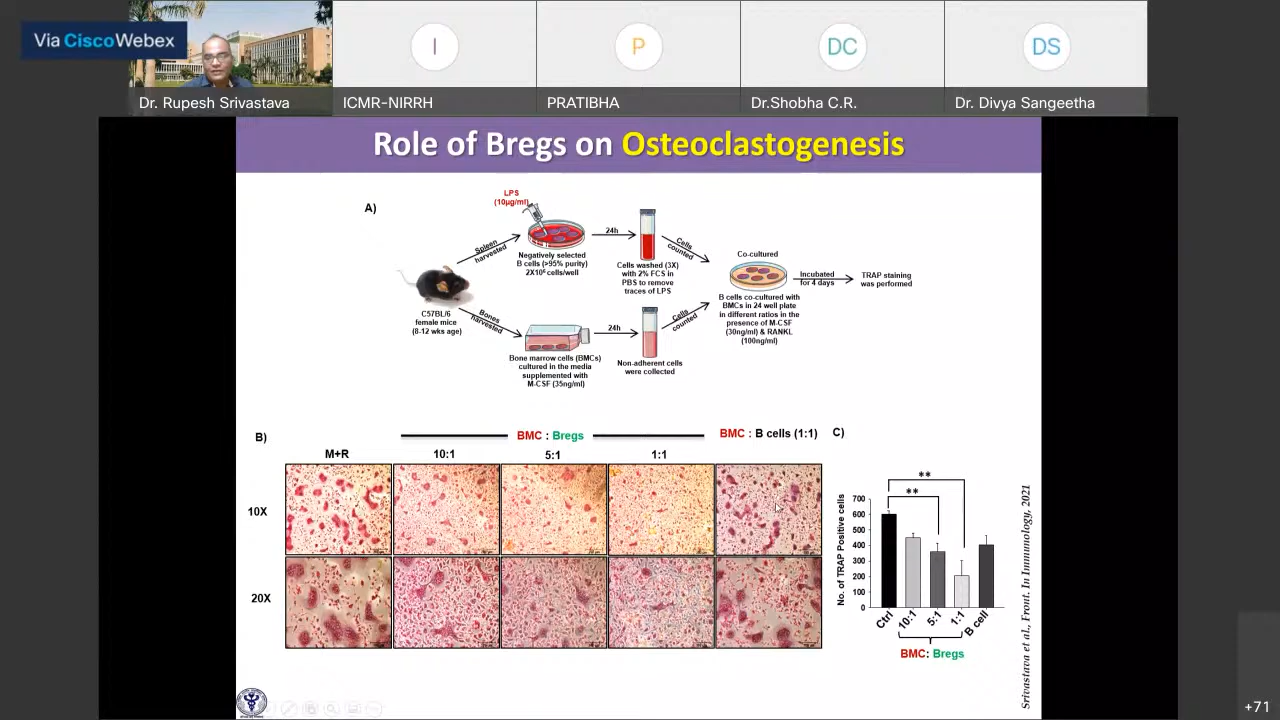 Via Cisco Webex
Dr. Rupesh Srivastava
ICMR-NIRRH
PRATIBHA
Dr.Shobha C.R.
Dr. Divya Sangeetha
I
P
DC
DS
Role of Bregs on Osteoclastogenesis
A)
LPS
(10µg/ml)
Spleen
harvested
Negatively selected
B cells (>95% purity)
2X10⁶ cells/well
24h
Cells washed (3X)
with 2% FCS in
PBS to remove
traces of LPS
Cells
counted
C57BL/6
female mice
(8-12 wks age)
Bones
harvested
Bone marrow cells (BMCs)
cultured in the media
supplemented with
M-CSF (35ng/ml)
24h
Non-adherent cells
were collected
Cells
counted
Co-cultured
B cells co-cultured with
BMCs in 24 well plate
in different ratios in the
presence of M-CSF
(30ng/ml) & RANKL
(100ng/ml)
Incubated
for 4 days
TRAP staining
was performed
B)
BMC : Bregs
BMC : B cells (1:1)
M+R
10:1
5:1
1:1
10X
20X
C)
**
**
No. of TRAP Positive cells
700
600
500
400
300
200
100
0
Ctrl
10:1
5:1
1:1
B cell
BMC: Bregs
Srivastava et al., Front. In Immunology, 2021
+71